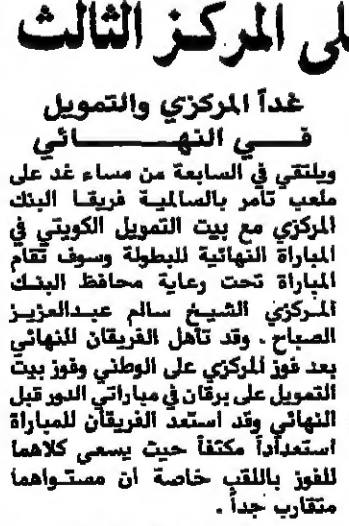 لى المركز الثالث
غداً المركزي والتمويل
في النهائي
ويلتقي في السابعة من مساء غد على
ملعب تامر بالسالمية فريقا البنك
المركزي مع بيت التمويل الكويتي في
المباراة النهائية للبطولة وسوف تقام
المباراة تحت رعاية محافظ البنك
المركزي الشيخ سالم عبدالعزيز
الصباح . وقد تأهل الفريقان للنهائي
بعد فوز المركزي على الوطني وفوز بيت
التمويل على برقان في مباراتي الدور قبل
النهائي وقد استعد الفريقان للمباراة
استعداداً مكثفاً حيث يسعى كلاهما
للفوز باللقب خاصة ان مستواهما
متقارب جداً .